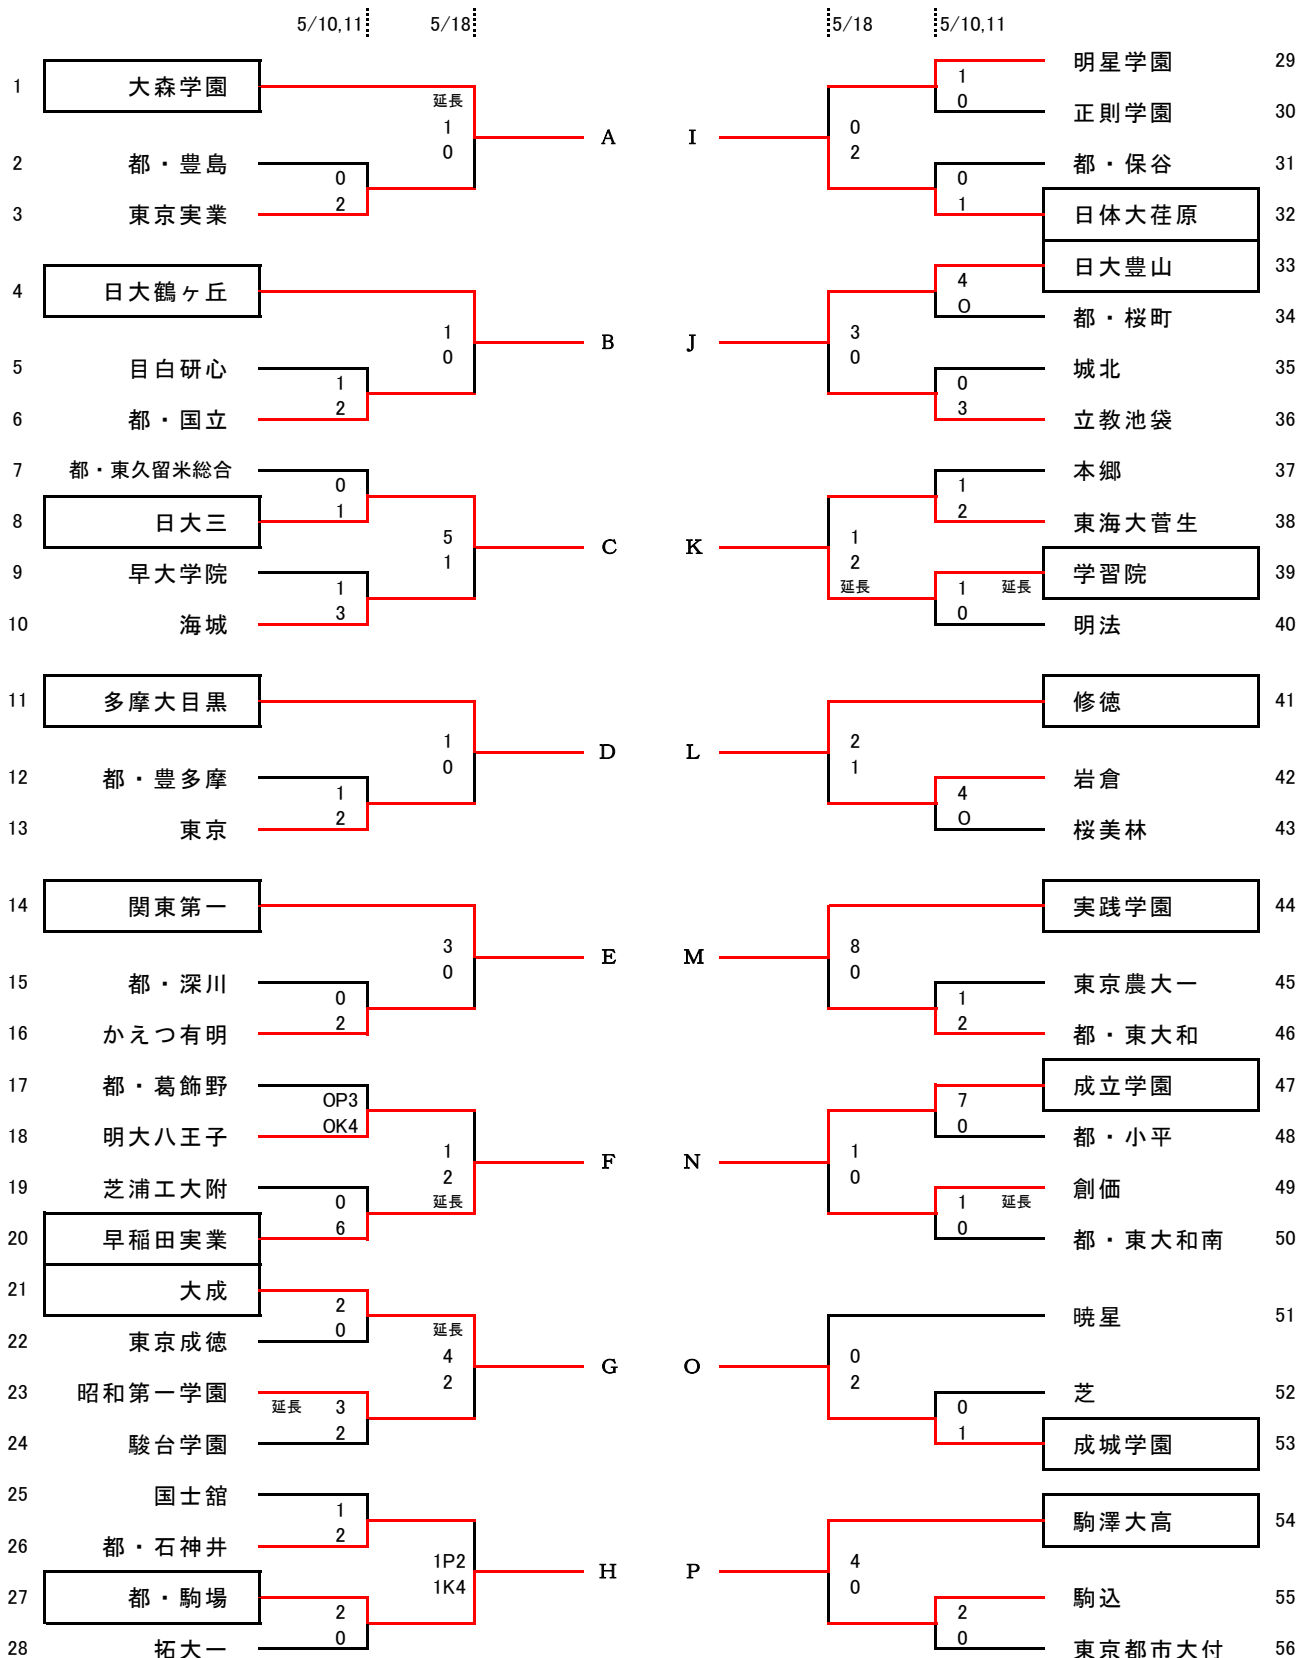 5/10,11 5/18 5/18 5/10,11
明星学園 29
1 大森学園 1
延長 0
0 正則学園 30
1 A I 2
0
2 都・豊島 都・保谷 31
0 0
2 1
3 東京実業 日体大荏原 32
4 日大鶴ヶ丘 日大豊山 33
4
O
都・桜町 34
1 B J 3
0 0
5 目白研心 城北 35
1 0
2 3
6 都・国立 立教池袋 36
7 都・東久留米総合 本郷 37
0 1
1 2
8 日大三 東海大菅生 38
5 C K 1
1 2
延長
9 早大学院 学習院 39
1 1 延長
3 0
10 海城 明法 40
11 多摩大目黒 修徳 41
1 D L 2
0 1
12 都・豊多摩 岩倉 42
1 4
2 O
13 東京 桜美林 43
14 関東第一 実践学園 44
3 E M 8
0 0
15 都・深川 東京農大一 45
0 1
2 2
16 かえつ有明 都・東大和 46
17 都・葛飾野 成立学園 47
OP3 7
OK4 0
18 明大八王子 都・小平 48
1 F N 1
2 0
延長
19 芝浦工大附 創価 49
0 1 延長
6 0
20 早稲田実業 都・東大和南 50
21 大成 暁星 51
2
0
22 東京成徳
延長
4 G O 0
2 2
23 昭和第一学園 芝 52
延長 3 0
2 1
24 駿台学園 成城学園 53
25 国士舘 駒澤大高 54
1
2
26 都・石神井
1P2 H P 4
1K4 0
27 都・駒場 駒込 55
2 2
0 0
28 拓大一 東京都市大付 56